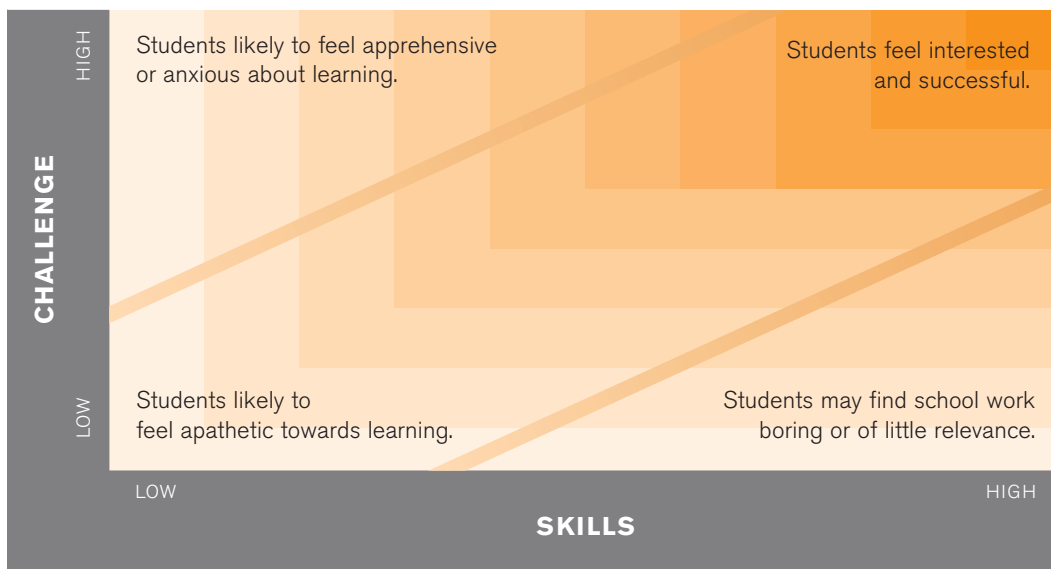 HIGH
Students likely to feel apprehensive
or anxious about learning.
Students feel interested
and successful.
CHALLENGE
LOW
Students likely to
feel apathetic towards learning.
Students may find school work
boring or of little relevance.
LOW
HIGH
SKILLS